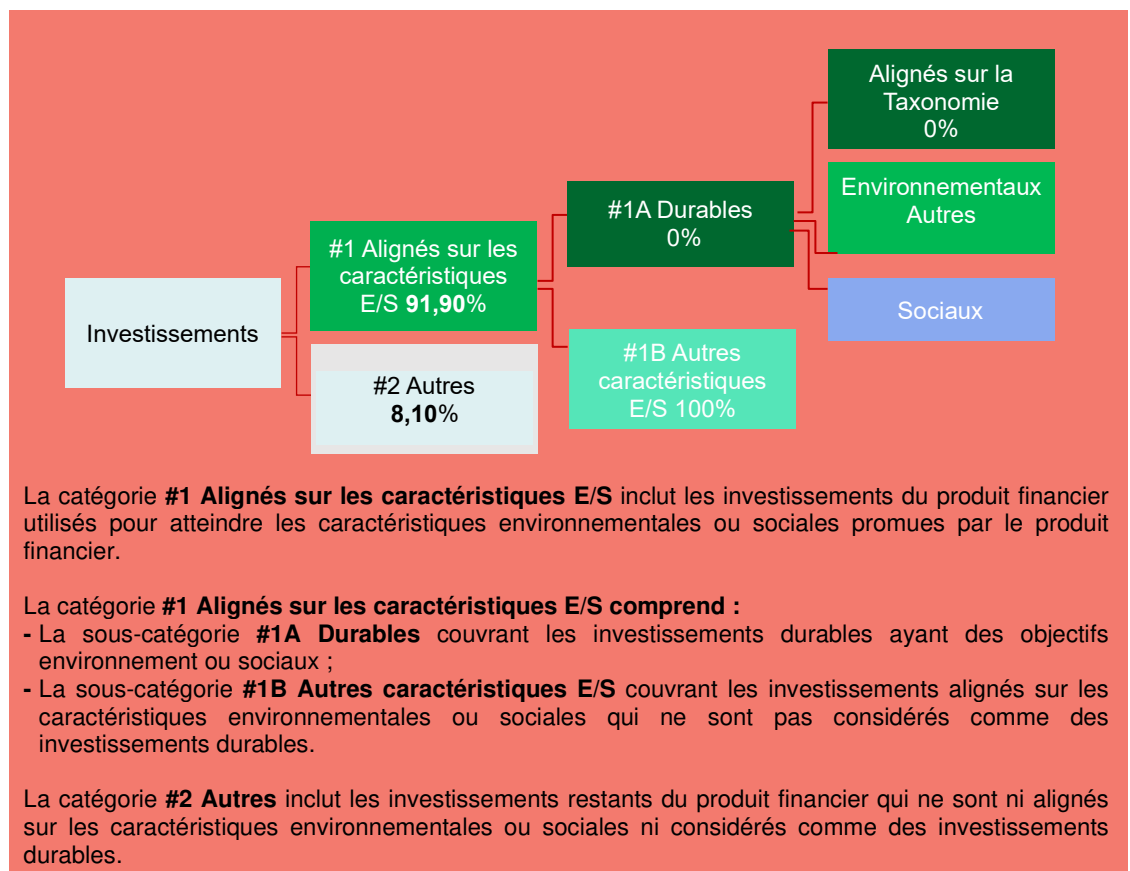 Alignés sur la
Taxonomie
0%
Environnementaux
Autres
#1A Durables
0%
#1 Alignés sur les
caractéristiques
E/S 91,90%
Sociaux
Investissements
#1B Autres
caractéristiques
E/S 100%
#2 Autres
8,10%
La catégorie #1 Alignés sur les caractéristiques E/S inclut les investissements du produit financier
utilisés pour atteindre les caractéristiques environnementales ou sociales promues par le produit
financier.
La catégorie #1 Alignés sur les caractéristiques E/S comprend :
- La sous-catégorie #1A Durables couvrant les investissements durables ayant des objectifs
environnement ou sociaux ;
- La sous-catégorie #1B Autres caractéristiques E/S couvrant les investissements alignés sur les
caractéristiques environnementales ou sociales qui ne sont pas considérés comme des
investissements durables.
La catégorie #2 Autres inclut les investissements restants du produit financier qui ne sont ni alignés
sur les caractéristiques environnementales ou sociales ni considérés comme des investissements
durables.